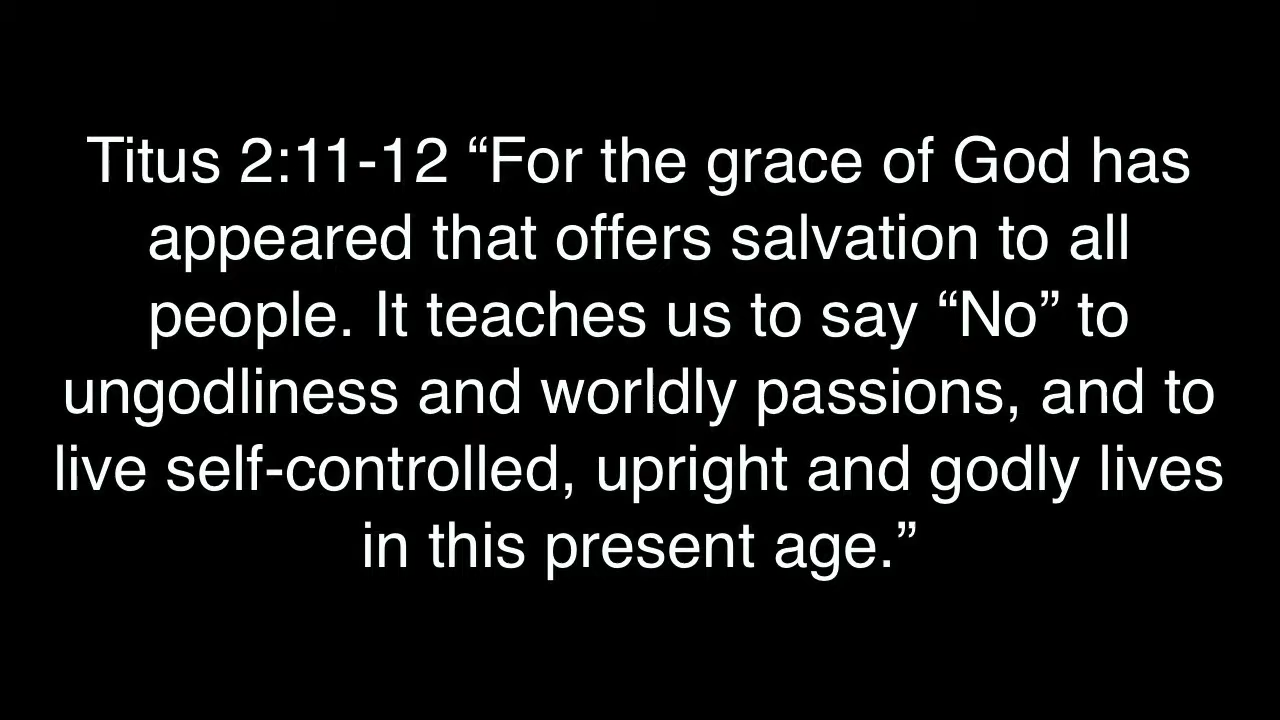 Titus 2:11-12 “For the grace of God has
appeared that offers salvation to all
people. It teaches us to say “No” to
ungodliness and worldly passions, and to
live self-controlled, upright and godly lives
in this present age.”